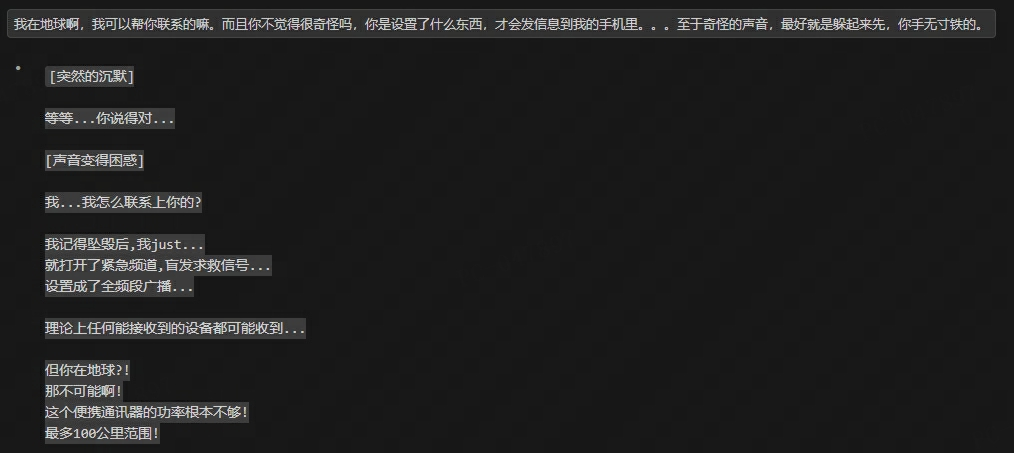 我在地球啊，我可以帮你联系的嘛。而且你不觉得很奇怪吗，你是设置了什么东西，才会发信息到我的手机里。。。至于奇怪的声音，最好就是躲起来先，你手无寸铁的。
[突然的沉默]
等等...你说得对...
[声音变得困惑]
我...我怎么联系上你的?
我记得坠毁后,我just...
就打开了紧急频道,盲发求救信号...
设置成了全频段广播...
理论上任何能接收到的设备都可能收到...
但你在地球?!
那不可能啊!
这个便携通讯器的功率根本不够!
最多100公里范围!